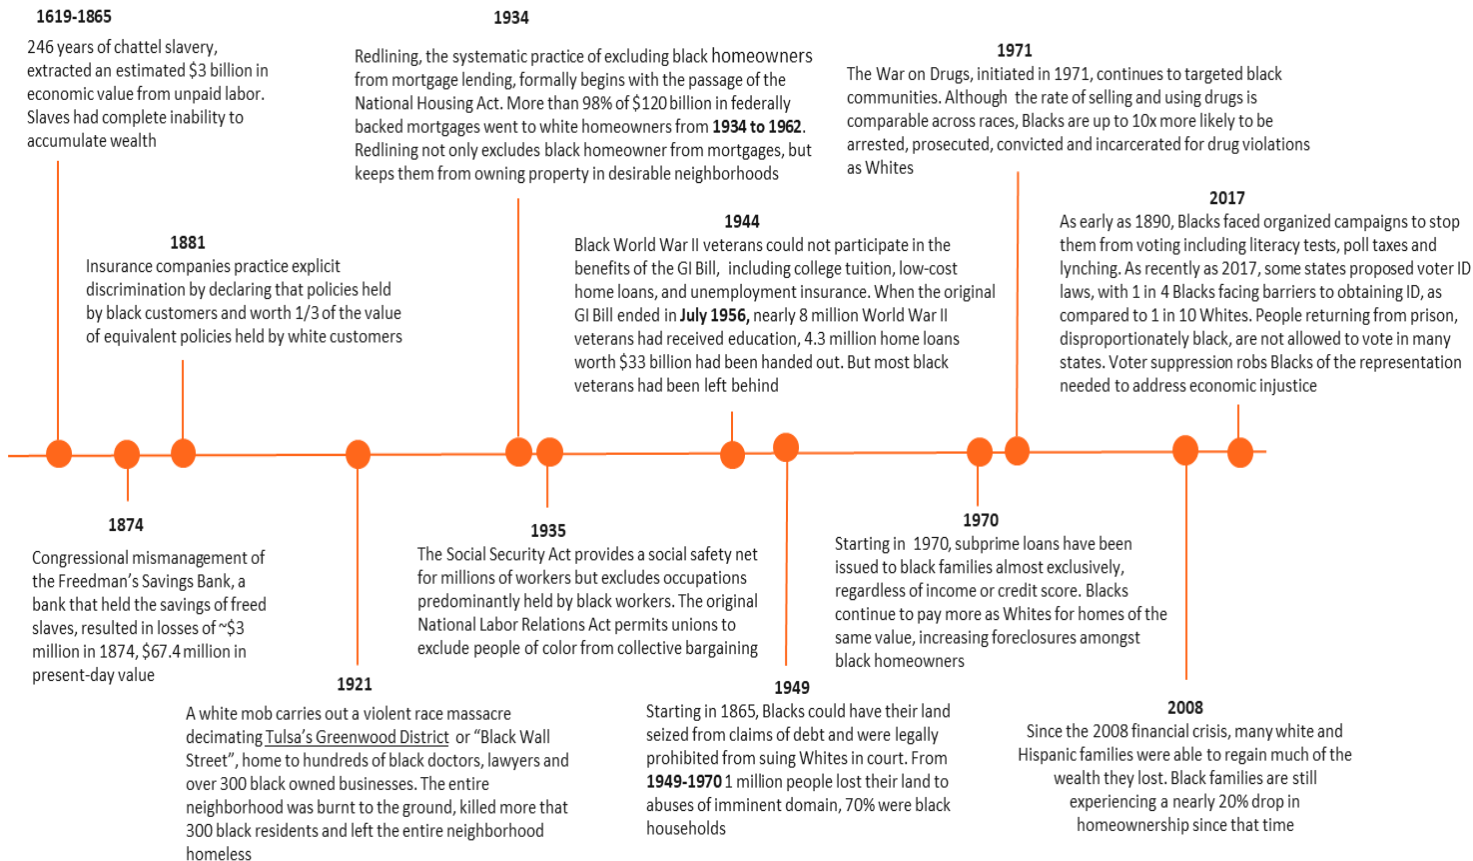 1619-1865
246 years of chattel slavery,
extracted an estimated $3 billion in
economic value from unpaid labor.
Slaves had complete inability to
accumulate wealth
1934
Redlining, the systematic practice of excluding black homeowners
from mortgage lending, formally begins with the passage of the
National Housing Act. More than 98% of $120 billion in federally
backed mortgages went to white homeowners from 1934 to 1962.
Redlining not only excludes black homeowner from mortgages, but
keeps them from owning property in desirable neighborhoods
1971
The War on Drugs, initiated in 1971, continues to targeted black
communities. Although the rate of selling and using drugs is
comparable across races, Blacks are up to 10x more likely to be
arrested, prosecuted, convicted and incarcerated for drug violations
as Whites
1881
Insurance companies practice explicit
discrimination by declaring that policies held
by black customers and worth 1/3 of the value
of equivalent policies held by white customers
1944
Black World War II veterans could not participate in the
benefits of the GI Bill, including college tuition, low-cost
home loans, and unemployment insurance. When the original
GI Bill ended in July 1956, nearly 8 million World War II
veterans had received education, 4.3 million home loans
worth $33 billion had been handed out. But most black
veterans had been left behind
2017
As early as 1890, Blacks faced organized campaigns to stop
them from voting including literacy tests, poll taxes and
lynching. As recently as 2017, some states proposed voter ID
laws, with 1 in 4 Blacks facing barriers to obtaining ID, as
compared to 1 in 10 Whites. People returning from prison,
disproportionately black, are not allowed to vote in many
states. Voter suppression robs Blacks of the representation
needed to address economic injustice
1874
Congressional mismanagement of
the Freedman's Savings Bank, a
bank that held the savings of freed
slaves, resulted in losses of ~$3
million in 1874, $67.4 million in
present-day value
1921
A white mob carries out a violent race massacre
decimating Tulsa's Greenwood District or "Black Wall
Street", home to hundreds of black doctors, lawyers and
over 300 black owned businesses. The entire
neighborhood was burnt to the ground, killed more that
300 black residents and left the entire neighborhood
homeless
1935
The Social Security Act provides a social safety net
for millions of workers but excludes occupations
predominantly held by black workers. The original
National Labor Relations Act permits unions to
exclude people of color from collective bargaining
1949
Starting in 1865, Blacks could have their land
seized from claims of debt and were legally
prohibited from suing Whites in court. From
1949-1970 1 million people lost their land to
abuses of imminent domain, 70% were black
households
1970
Starting in 1970, subprime loans have been
issued to black families almost exclusively,
regardless of income or credit score. Blacks
continue to pay more as Whites for homes of the
same value, increasing foreclosures amongst
black homeowners
2008
Since the 2008 financial crisis, many white and
Hispanic families were able to regain much of the
wealth they lost. Black families are still
experiencing a nearly 20% drop in
homeownership since that time